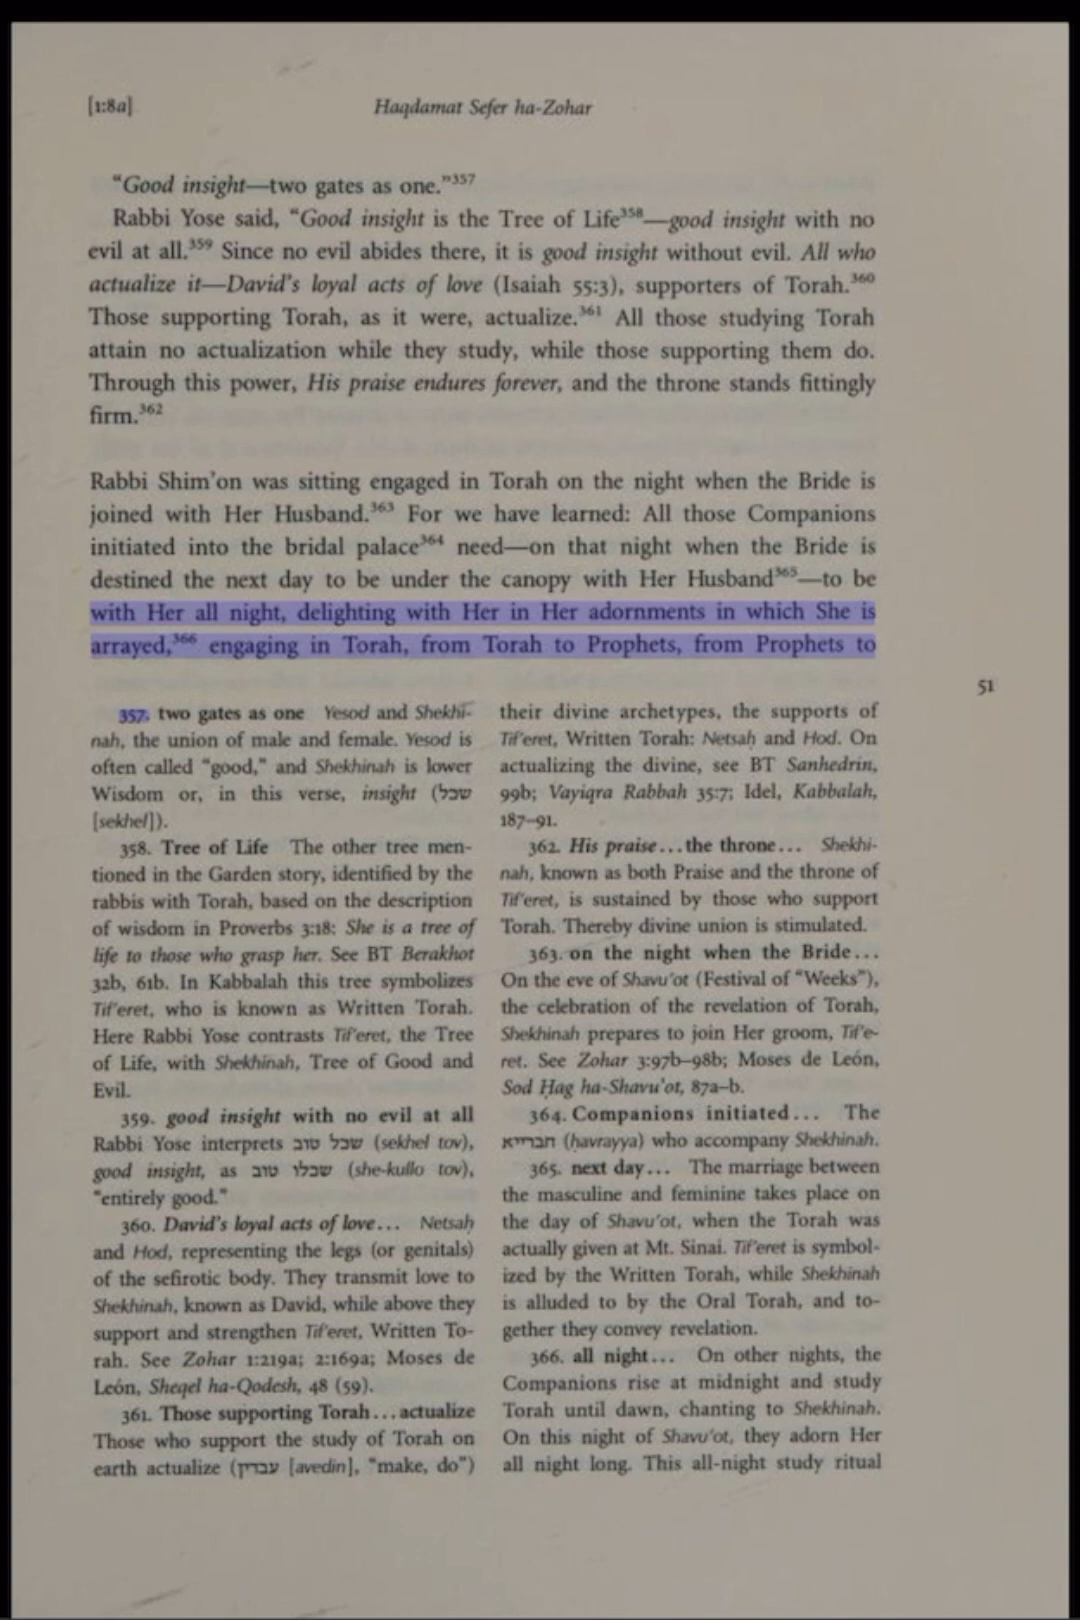 [1:8a]
Haqdamat Sefer ha-Zohar
“Good insight—two gates as one.”357
Rabbi Yose said, “Good insight is the Tree of Life358—good insight with no
evil at all.359 Since no evil abides there, it is good insight without evil. All who
actualize it—David’s loyal acts of love (Isaiah 55:3), supporters of Torah.360
Those supporting Torah, as it were, actualize.361 All those studying Torah
attain no actualization while they study, while those supporting them do.
Through this power, His praise endures forever, and the throne stands fittingly
firm.362
Rabbi Shim’on was sitting engaged in Torah on the night when the Bride is
joined with Her Husband.363 For we have learned: All those Companions
initiated into the bridal palace364 need—on that night when the Bride is
destined the next day to be under the canopy with Her Husband365—to be
with Her all night, delighting with Her in Her adornments in which She is
arrayed,366 engaging in Torah, from Torah to Prophets, from Prophets to
51
357. two gates as one Yesod and Shekhi-
nah, the union of male and female. Yesod is
often called “good,” and Shekhinah is lower
Wisdom or, in this verse, insight (שכל
[sekhel]).
358. Tree of Life The other tree men-
tioned in the Garden story, identified by the
rabbis with Torah, based on the description
of wisdom in Proverbs 3:18: She is a tree of
life to those who grasp her. See BT Berakhot
32b, 61b. In Kabbalah this tree symbolizes
Tif’eret, who is known as Written Torah.
Here Rabbi Yose contrasts Tif’eret, the Tree
of Life, with Shekhinah, Tree of Good and
Evil.
359. good insight with no evil at all
Rabbi Yose interprets שכל טוב (sekhel tov),
good insight, as שכלו טוב (she-kullo tov),
“entirely good.”
360. David’s loyal acts of love... Netsaḥ
and Hod, representing the legs (or genitals)
of the sefirotic body. They transmit love to
Shekhinah, known as David, while above they
support and strengthen Tif’eret, Written To-
rah. See Zohar 1:219a; 2:169a; Moses de
León, Sheqel ha-Qodesh, 48 (59).
361. Those supporting Torah...actualize
Those who support the study of Torah on
earth actualize (עבדין [avedin], “make, do”)
their divine archetypes, the supports of
Tif’eret, Written Torah: Netsaḥ and Hod. On
actualizing the divine, see BT Sanhedrin,
99b; Vayiqra Rabbah 35:7; Idel, Kabbalah,
187–91.
362. His praise...the throne... Shekhi-
nah, known as both Praise and the throne of
Tif’eret, is sustained by those who support
Torah. Thereby divine union is stimulated.
363. on the night when the Bride...
On the eve of Shavu’ot (Festival of “Weeks”),
the celebration of the revelation of Torah,
Shekhinah prepares to join Her groom, Tif’e-
ret. See Zohar 3:97b–98b; Moses de León,
Sod Ḥag ha-Shavu’ot, 87a–b.
364. Companions initiated... The
חברייא (ḥavrayya) who accompany Shekhinah.
365. next day... The marriage between
the masculine and feminine takes place on
the day of Shavu’ot, when the Torah was
actually given at Mt. Sinai. Tif’eret is symbol-
ized by the Written Torah, while Shekhinah
is alluded to by the Oral Torah, and to-
gether they convey revelation.
366. all night... On other nights, the
Companions rise at midnight and study
Torah until dawn, chanting to Shekhinah.
On this night of Shavu’ot, they adorn Her
all night long. This all-night study ritual